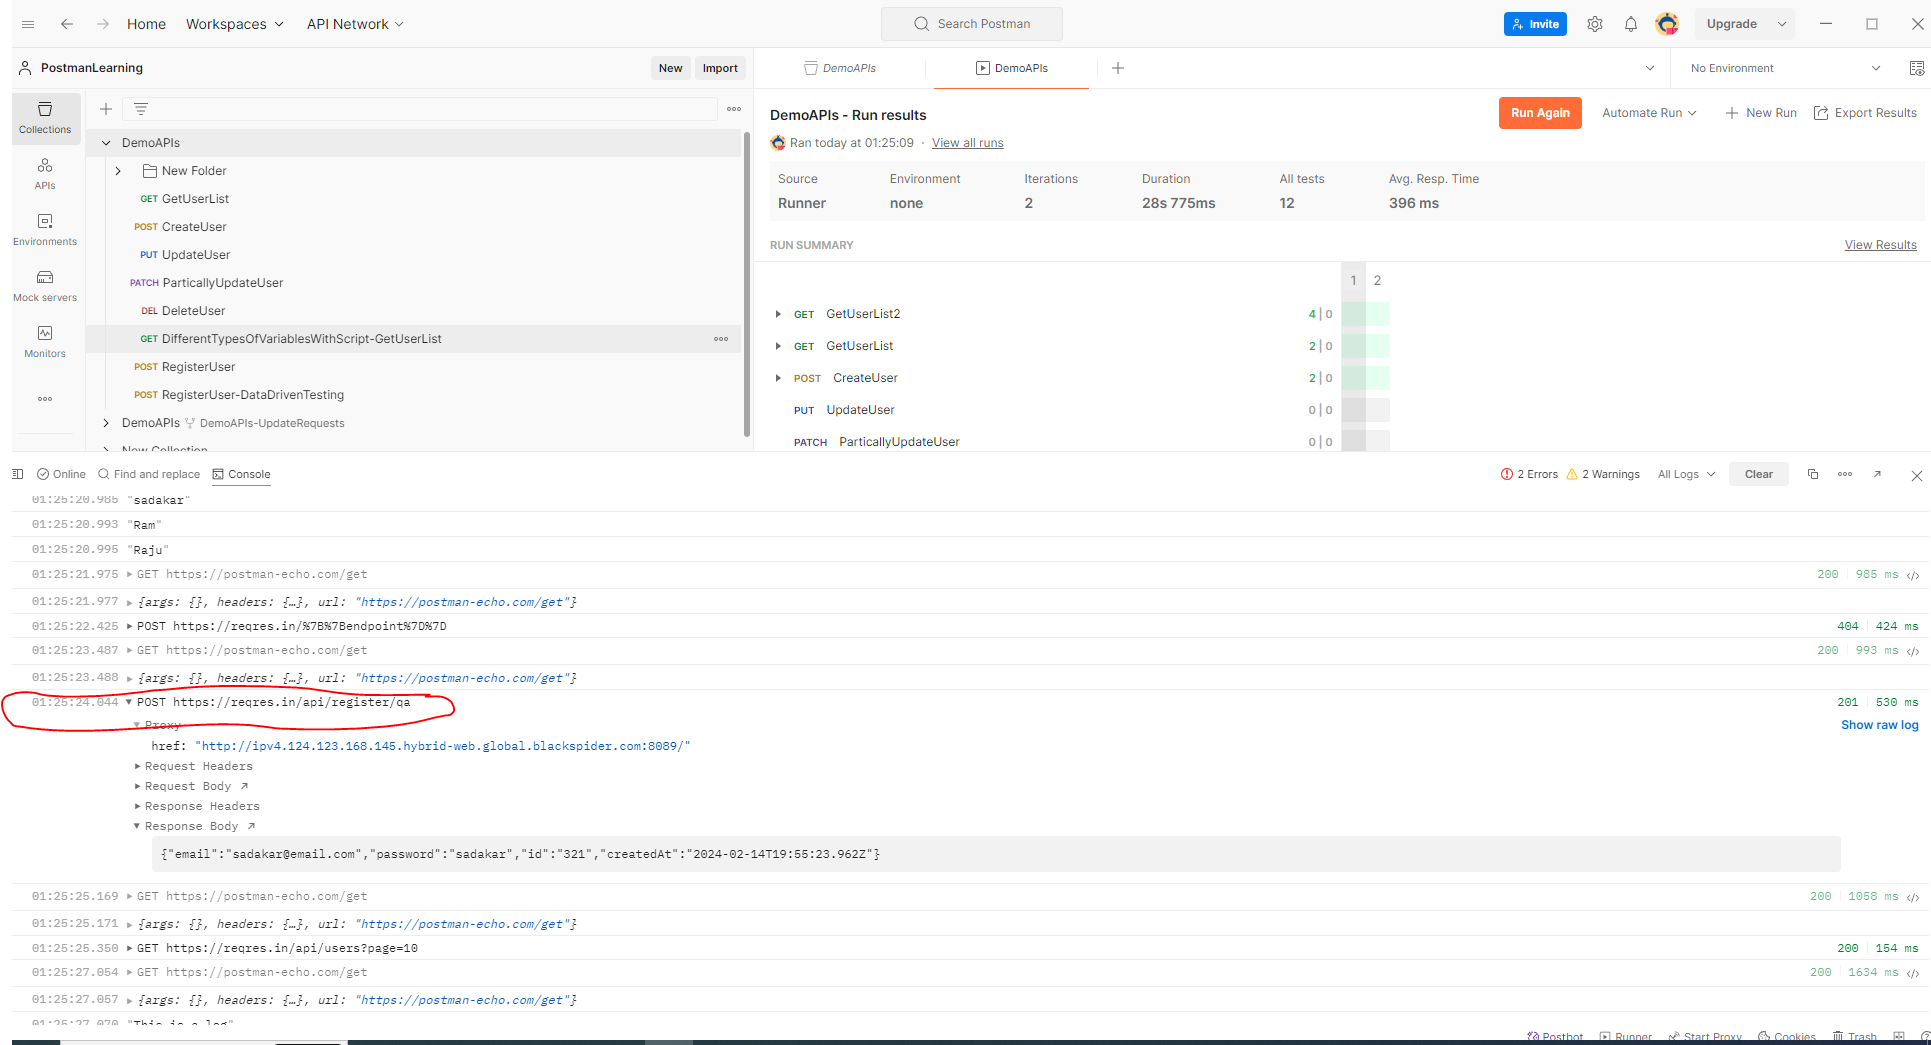 Home Workspaces API Network Search Postman Invite Upgrade
PostmanLearning New Import DemoAPIs DemoAPIs No Environment
Collections
APIs
Environments
Mock servers
Monitors
DemoAPIs
New Folder
GET GetUserList
POST CreateUser
PUT UpdateUser
PATCH ParticallyUpdateUser
DEL DeleteUser
GET DifferentTypesOfVariablesWithScript-GetUserList
POST RegisterUser
POST RegisterUser-DataDrivenTesting
DemoAPIs DemoAPIs-UpdateRequests
New Collection
DemoAPIs - Run results Run Again Automate Run New Run Export Results
Ran today at 01:25:09 · View all runs
Source Environment Iterations Duration All tests Avg. Resp. Time
Runner none 2 28s 775ms 12 396 ms
RUN SUMMARY View Results
1 2
GET GetUserList2 4 | 0
GET GetUserList 2 | 0
POST CreateUser 2 | 0
PUT UpdateUser 0 | 0
PATCH ParticallyUpdateUser 0 | 0
Online Find and replace Console 2 Errors 2 Warnings All Logs Clear
01:25:20.985 "sadakar"
01:25:20.993 "Ram"
01:25:20.995 "Raju"
01:25:21.975 GET https://postman-echo.com/get 200 985 ms
01:25:21.977 {args: {}, headers: {…}, url: "https://postman-echo.com/get"}
01:25:22.425 POST https://reqres.in/%7B%7Bendpoint%7D%7D 404 424 ms
01:25:23.487 GET https://postman-echo.com/get 200 993 ms
01:25:23.488 {args: {}, headers: {…}, url: "https://postman-echo.com/get"}
01:25:24.044 POST https://reqres.in/api/register/qa 201 530 ms
Proxy Show raw log
href: "http://ipv4.124.123.168.145.hybrid-web.global.blackspider.com:8089/"
Request Headers
Request Body
Response Headers
Response Body
{"email":"sadakar@email.com","password":"sadakar","id":"321","createdAt":"2024-02-14T19:55:23.962Z"}
01:25:25.169 GET https://postman-echo.com/get 200 1058 ms
01:25:25.171 {args: {}, headers: {…}, url: "https://postman-echo.com/get"}
01:25:25.350 GET https://reqres.in/api/users?page=10 200 154 ms
01:25:27.054 GET https://postman-echo.com/get 200 1634 ms
01:25:27.057 {args: {}, headers: {…}, url: "https://postman-echo.com/get"}
01:25:27.070 "This is a log"
Postbot Runner Start Proxy Cookies Trash